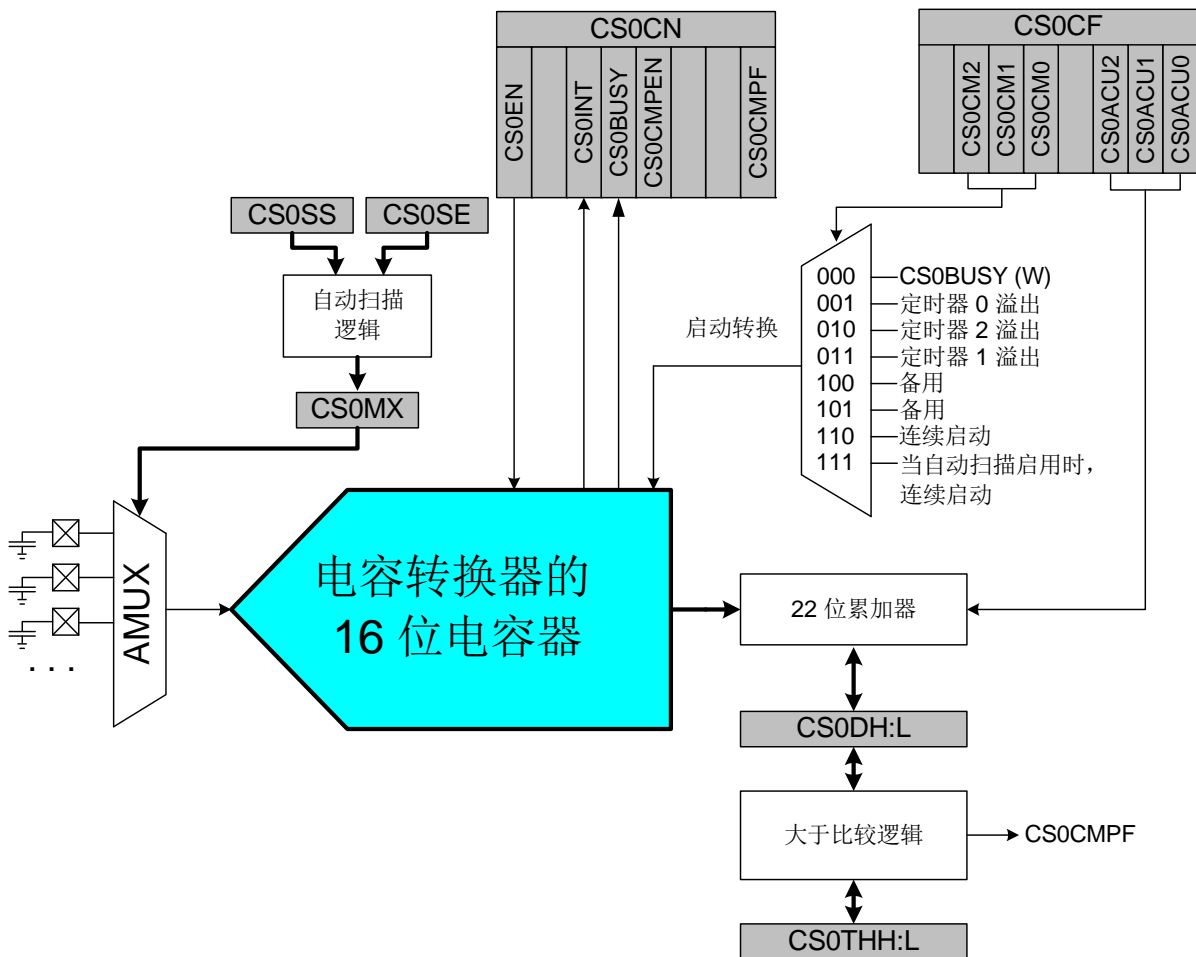 CS0CN
CS0EN
CS0INT
CS0BUSY
CS0CMPEN
CS0CMPF
CS0CF
CS0CM2
CS0CM1
CS0CM0
CS0ACU2
CS0ACU1
CS0ACU0
CS0SS
CS0SE
自动扫描
逻辑
CS0MX
启动转换
000
CS0BUSY (W)
001
定时器 0 溢出
010
定时器 2 溢出
011
定时器 1 溢出
100
备用
101
备用
110
连续启动
111
当自动扫描启用时，
连续启动
AMUX
. . .
电容转换器的
16 位电容器
22 位累加器
CS0DH:L
大于比较逻辑
CS0CMPF
CS0THH:L